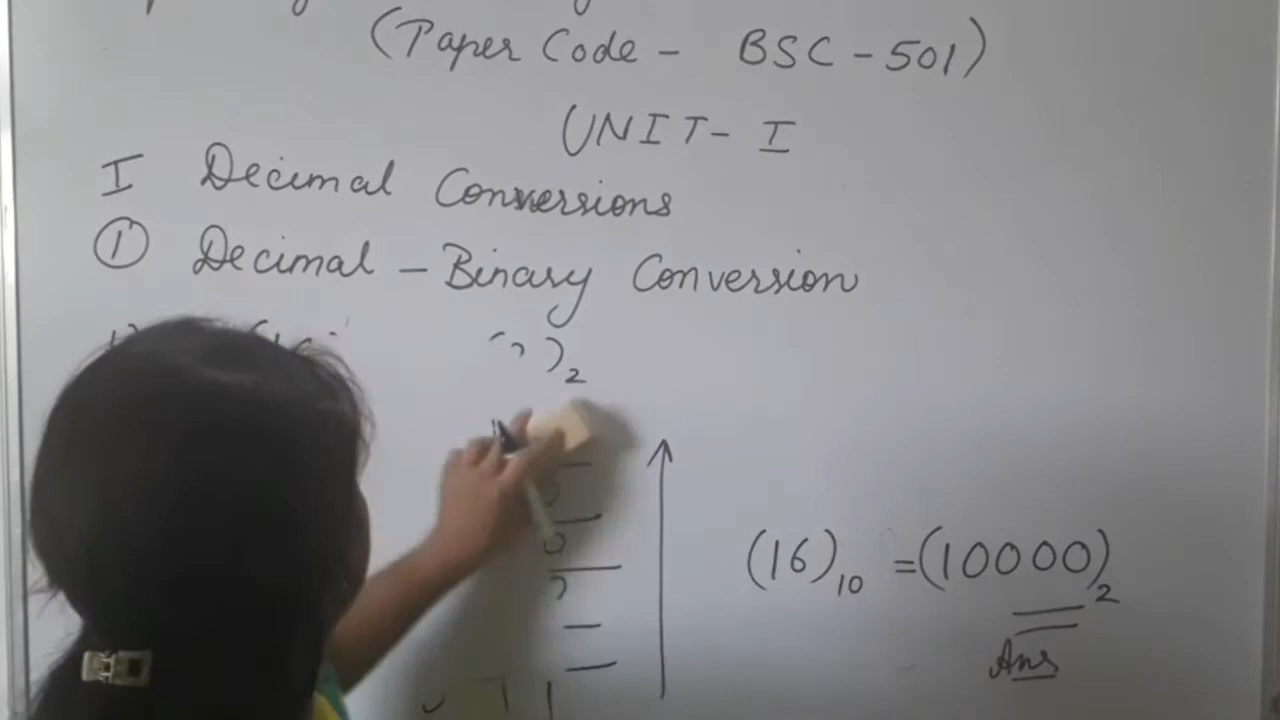 (Paper Code - BSC - 501)
UNIT - I
I Decimal Conversions
① Decimal - Binary Conversion
)2
(16)10 = (10000)2
Ans